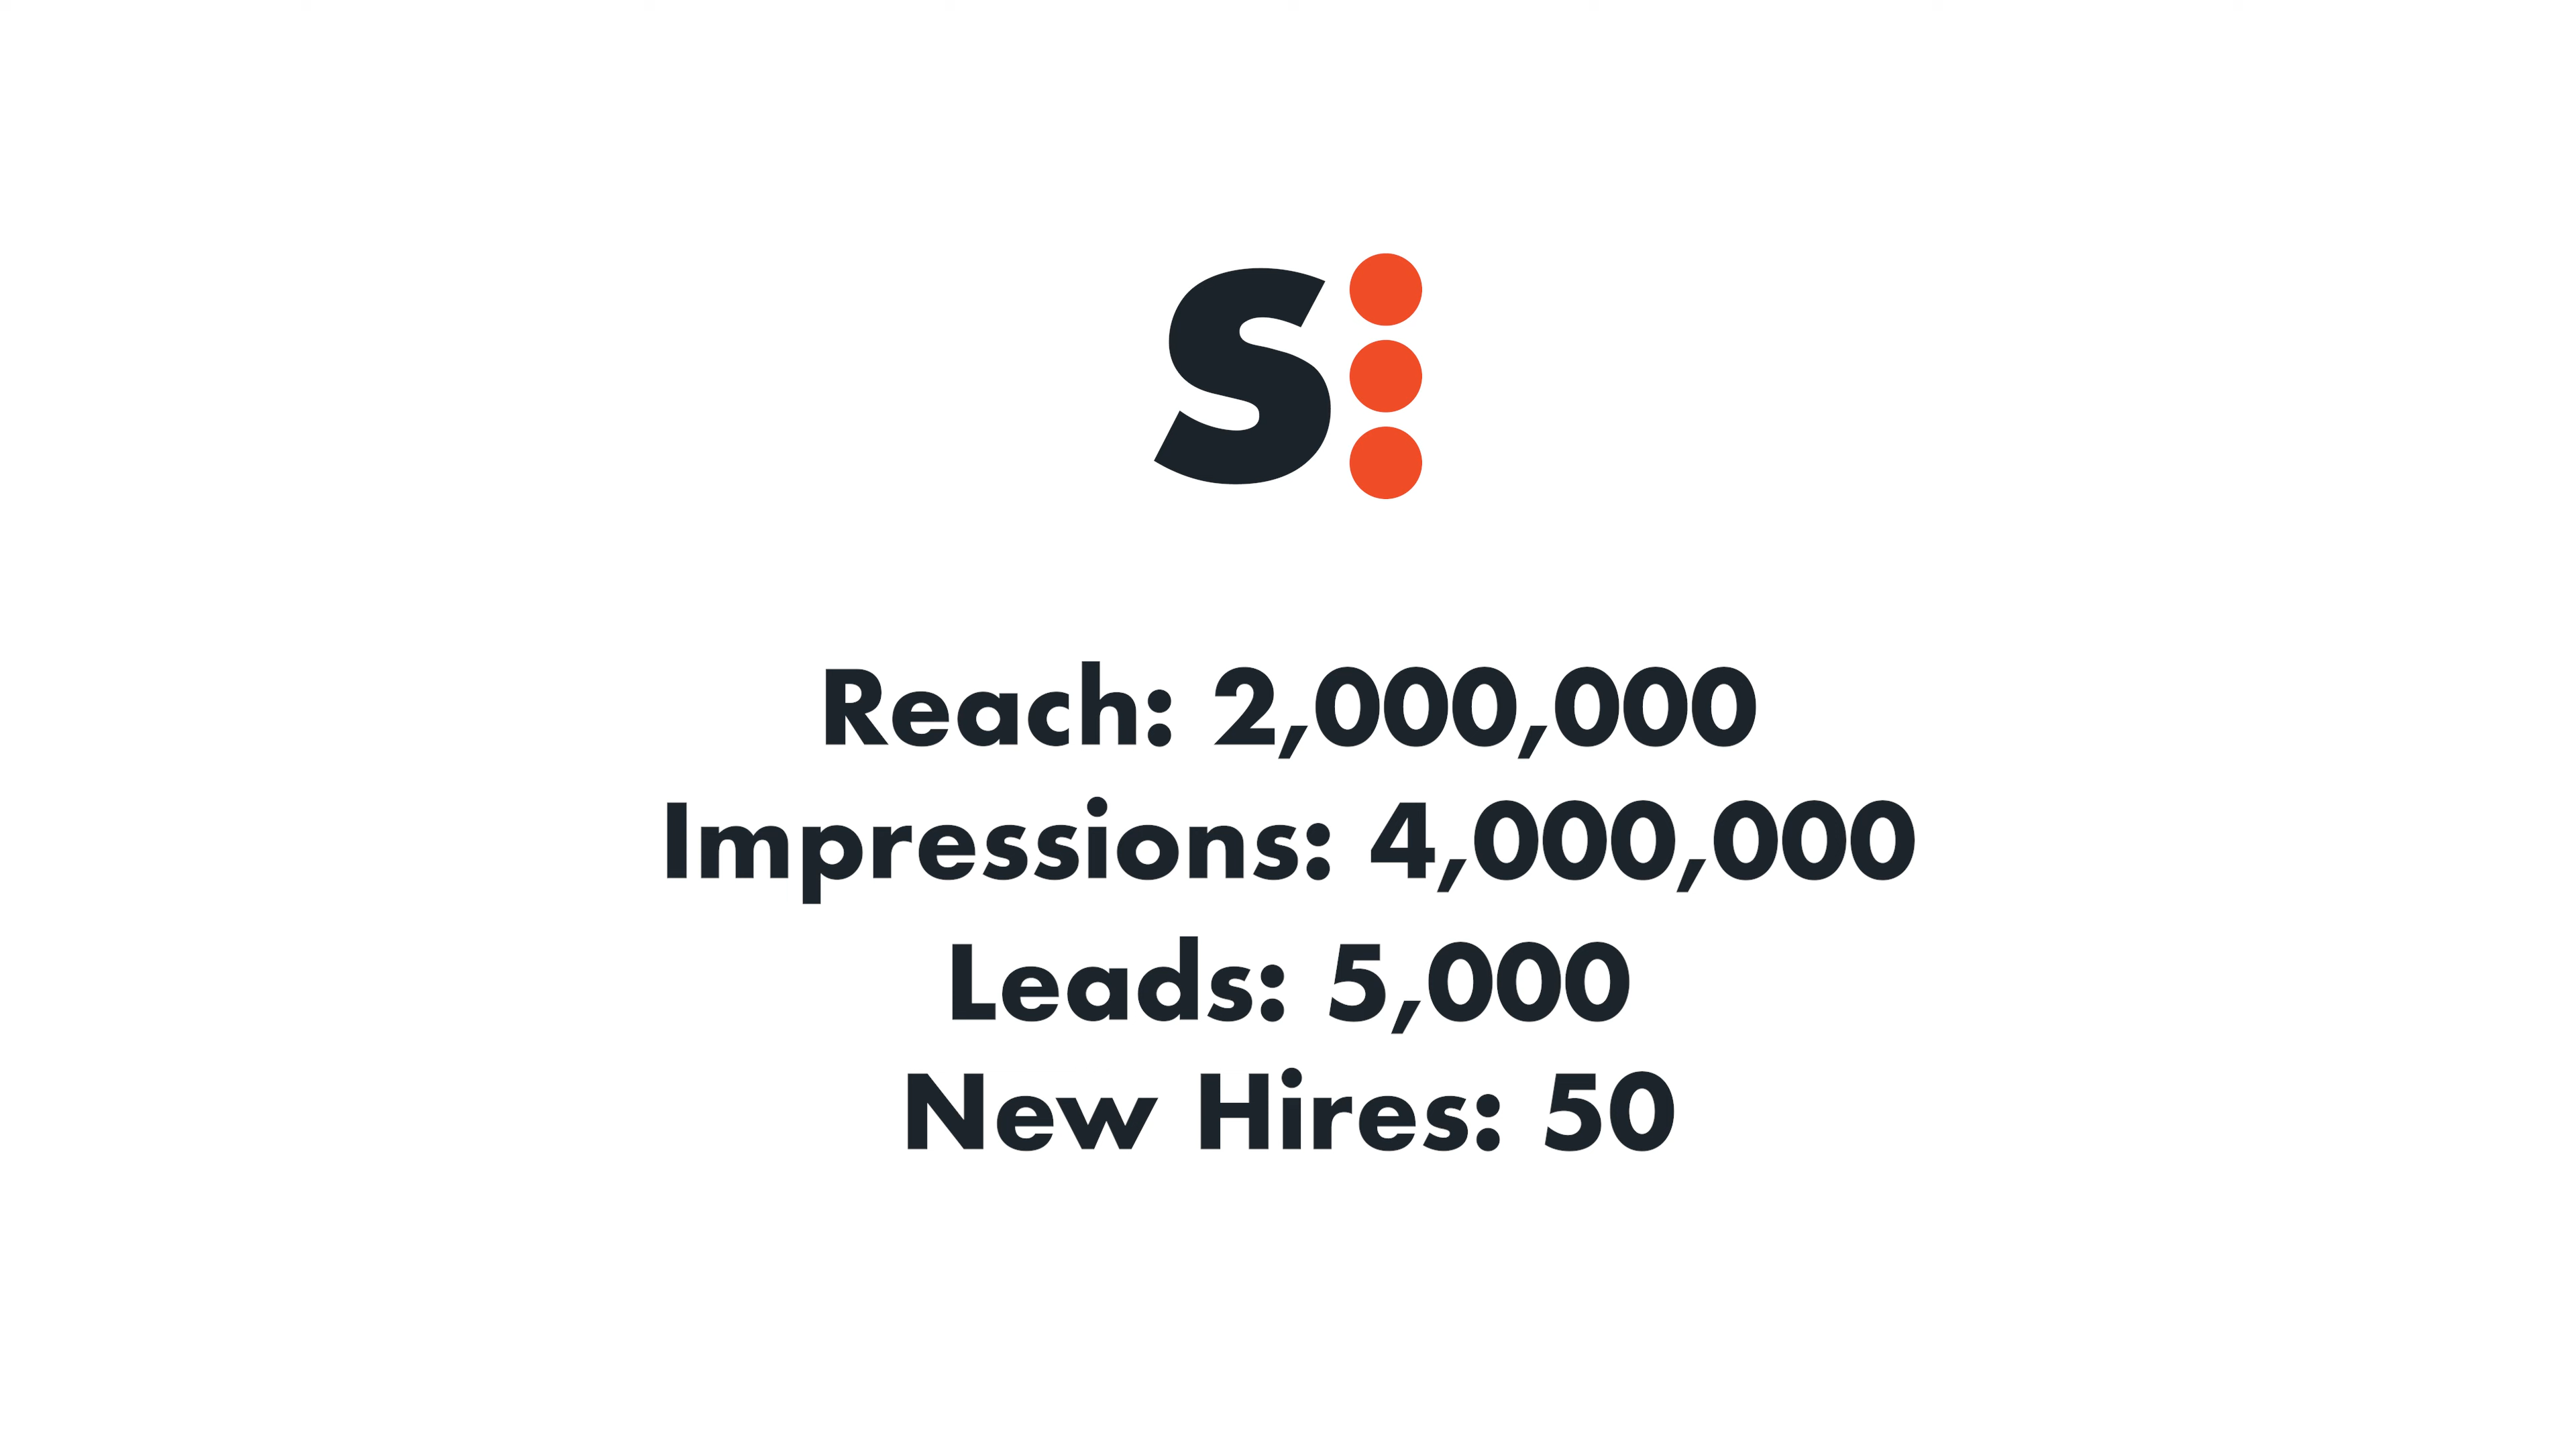 S
Reach: 2,000,000
Impressions: 4,000,000
Leads: 5,000
New Hires: 50